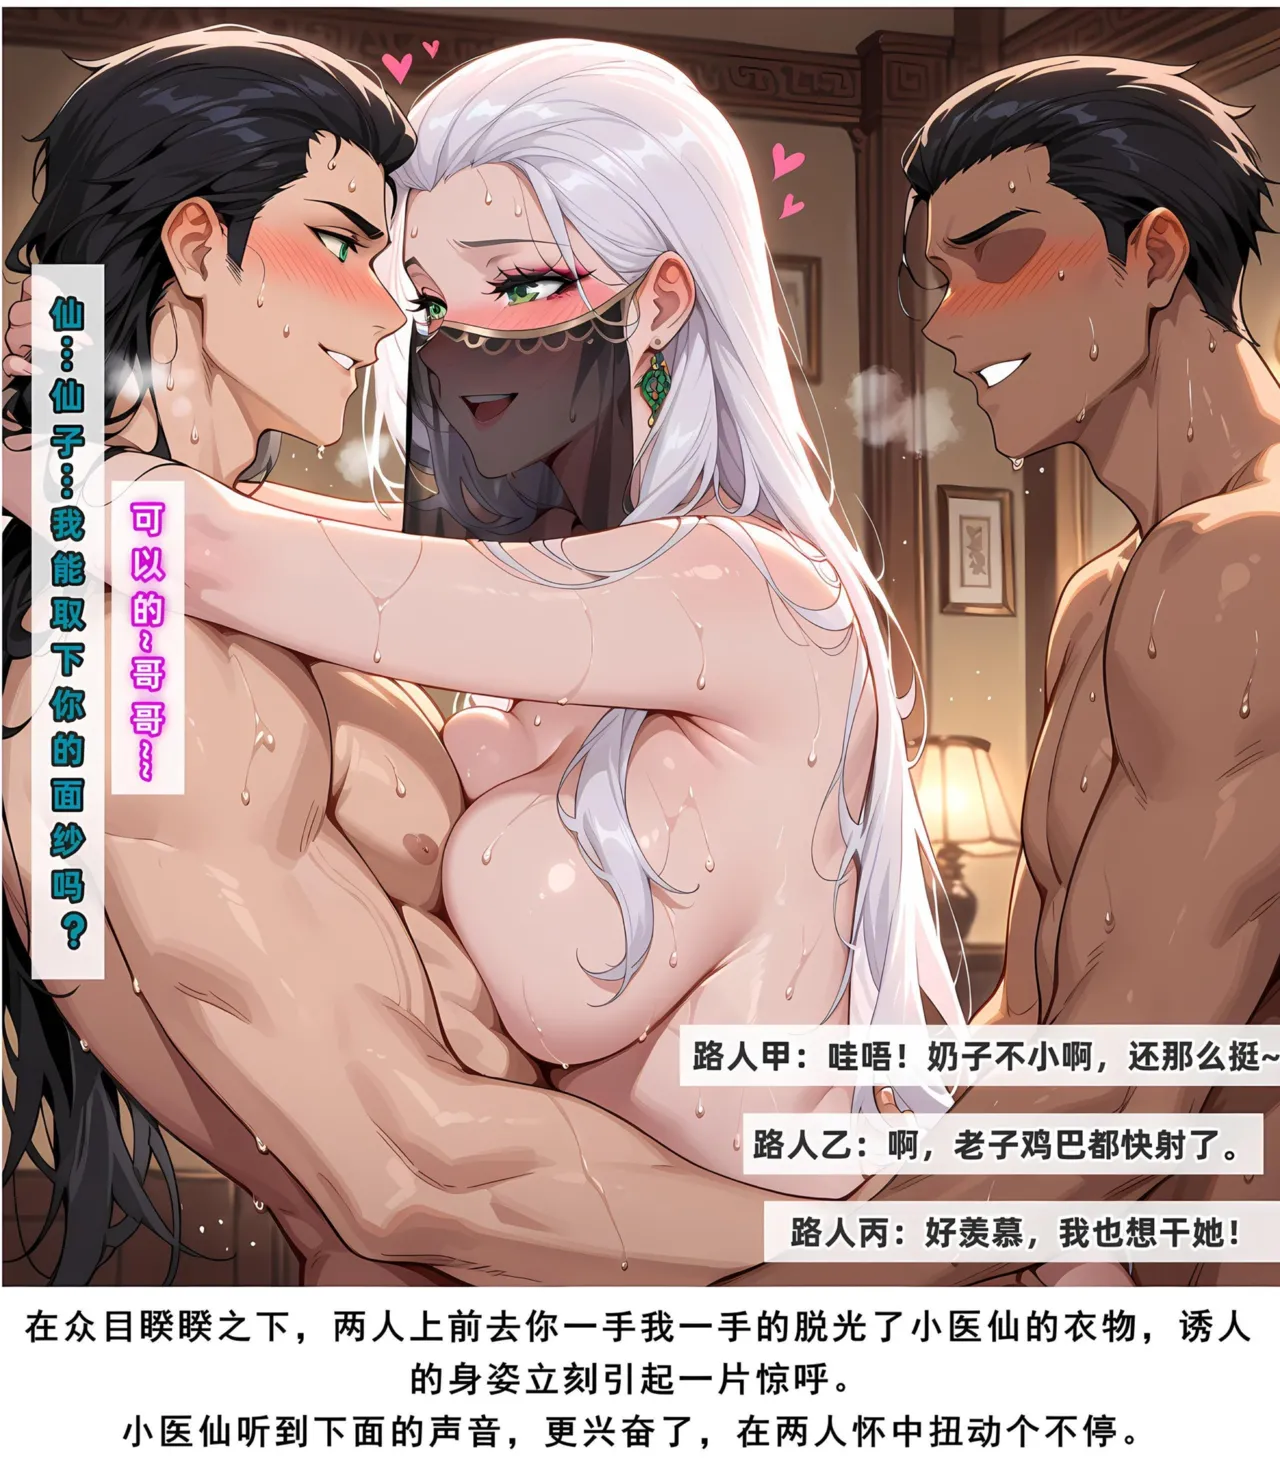 仙…仙子…我能取下你的面纱吗？
可以的~哥哥~~
路人甲：哇唔！奶子不小啊，还那么挺~
路人乙：啊，老子鸡巴都快射了。
路人丙：好羡慕，我也想干她！
在众目睽睽之下，两人上前去你一手我一手的脱光了小医仙的衣物，诱人
的身姿立刻引起一片惊呼。
小医仙听到下面的声音，更兴奋了，在两人怀中扭动个不停。